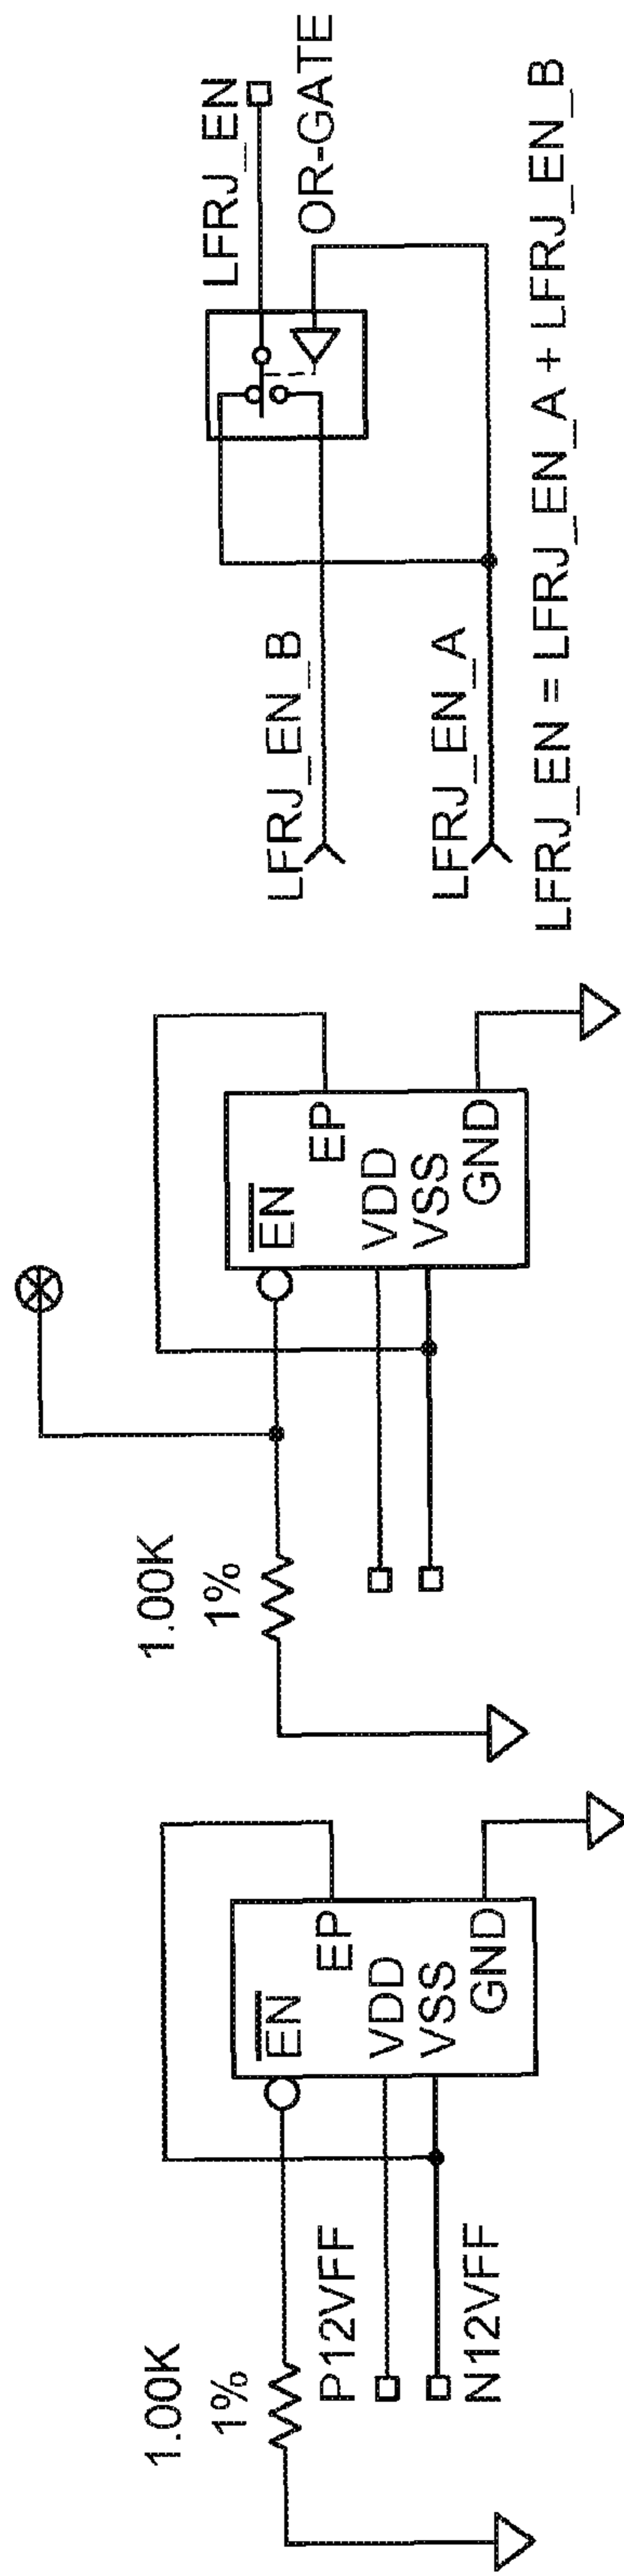 1.00K
1%
EN
EP
VDD
VSS
GND
P12VFF
N12VFF
1.00K
1%
EN
EP
VDD
VSS
GND
LFRJ_EN
OR-GATE
LFRJ_EN_B
LFRJ_EN_A
LFRJ_EN = LFRJ_EN_A + LFRJ_EN_B